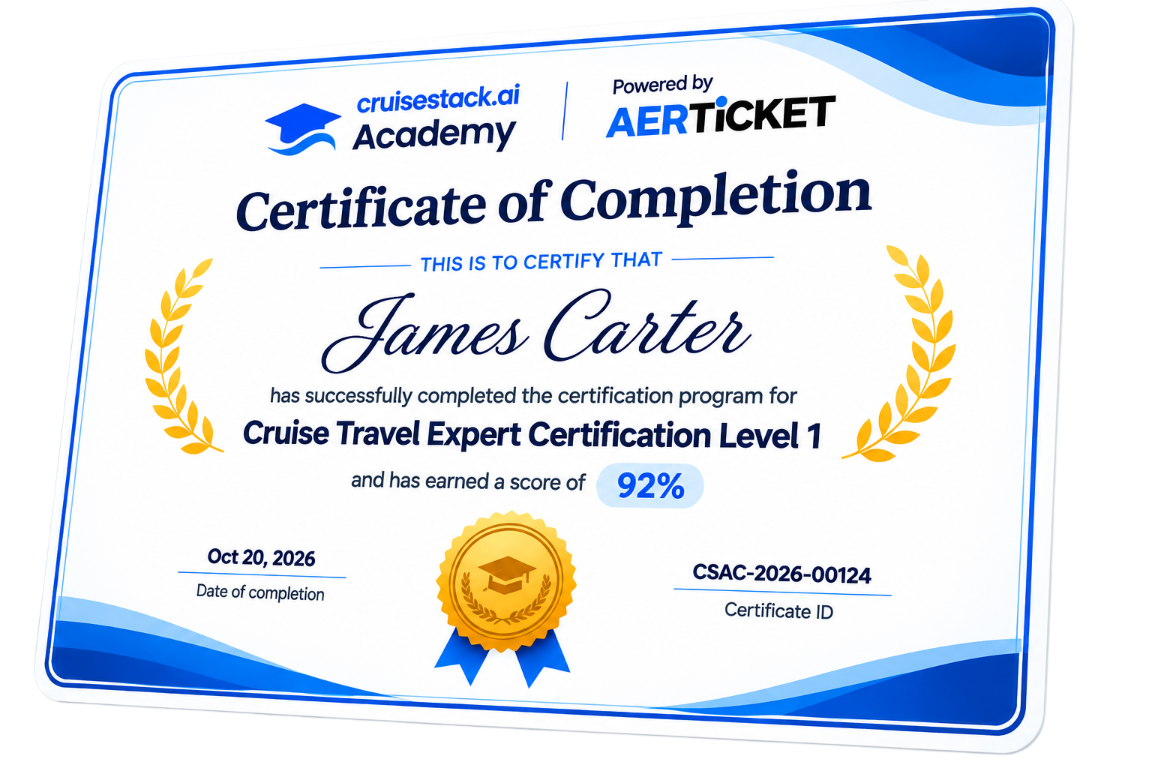 cruisestack.ai
Academy
Powered by
AERTiCKET
Certificate of Completion
THIS IS TO CERTIFY THAT
James Carter
has successfully completed the certification program for
Cruise Travel Expert Certification Level 1
and has earned a score of 92%
Oct 20, 2026
Date of completion
CSAC-2026-00124
Certificate ID